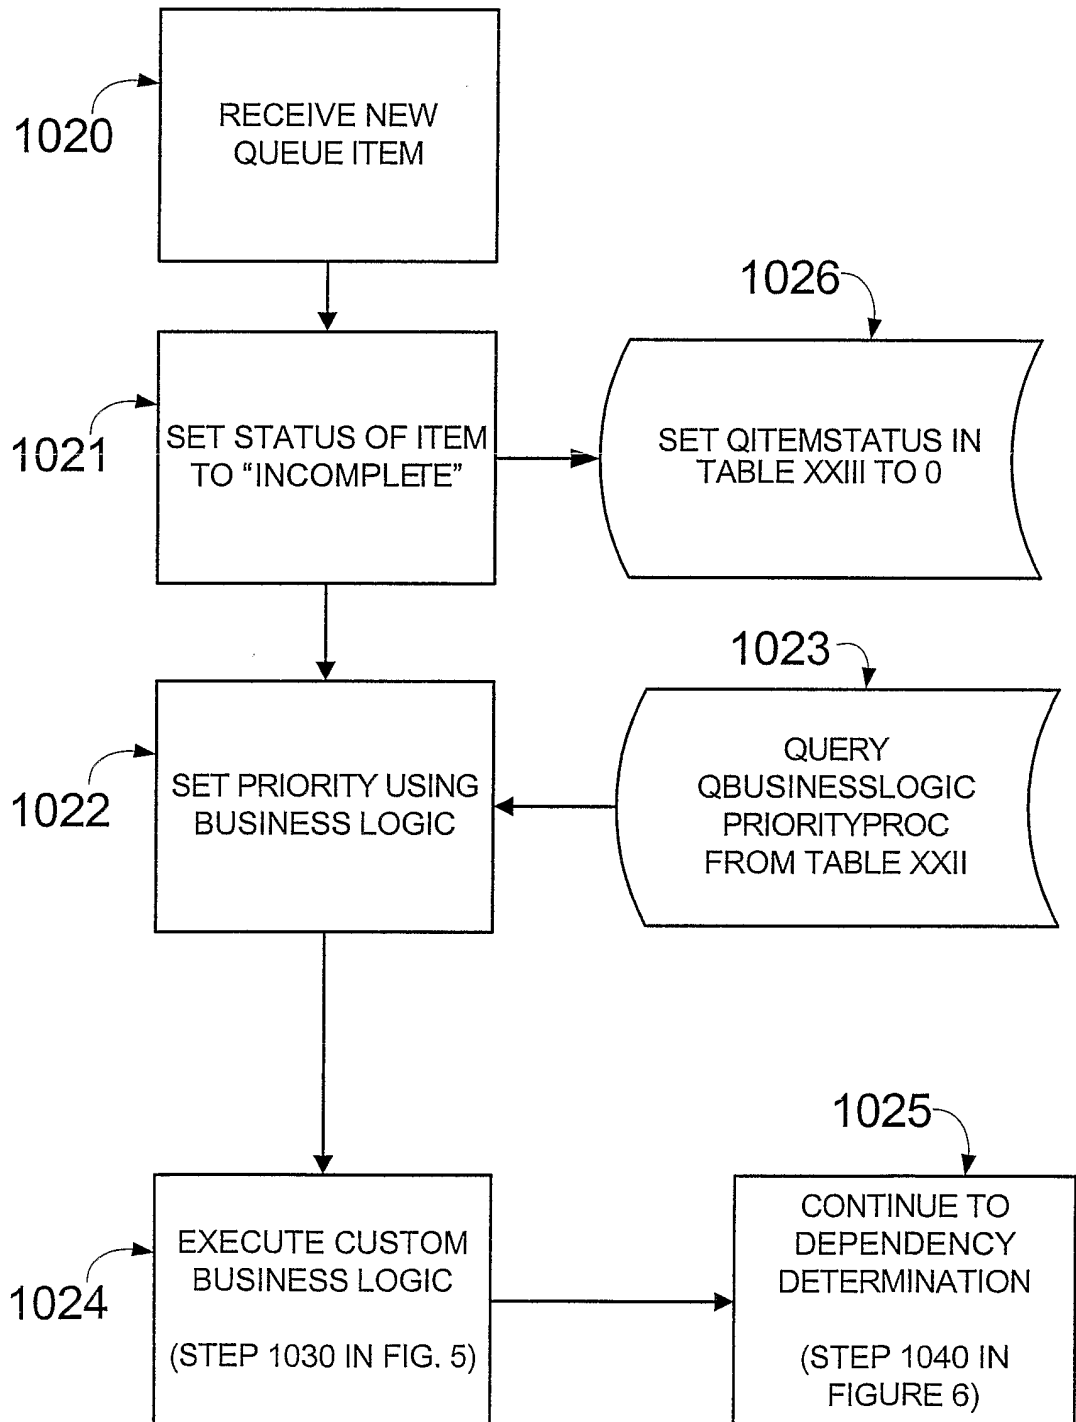 1020
RECEIVE NEW
QUEUE ITEM
1026
1021
SET STATUS OF ITEM
TO “INCOMPLETE”
SET QITEMSTATUS IN
TABLE XXIII TO 0
1023
1022
SET PRIORITY USING
BUSINESS LOGIC
QUERY
QBUSINESSLOGIC
PRIORITYPROC
FROM TABLE XXII
1025
1024
EXECUTE CUSTOM
BUSINESS LOGIC
(STEP 1030 IN FIG. 5)
CONTINUE TO
DEPENDENCY
DETERMINATION
(STEP 1040 IN
FIGURE 6)